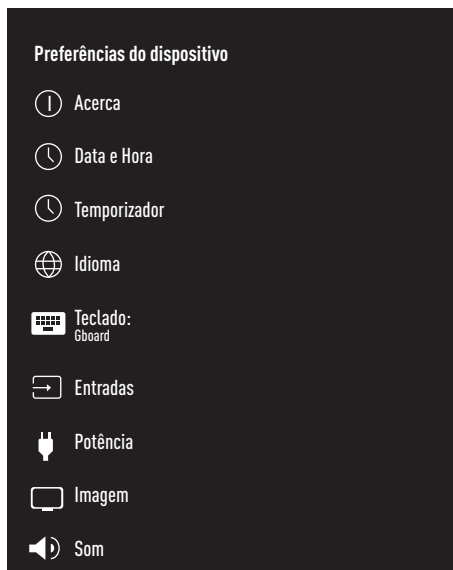 Preferências do dispositivo
Acerca
Data e Hora
Temporizador
Idioma
Teclado:
Gboard
Entradas
Potência
Imagem
Som